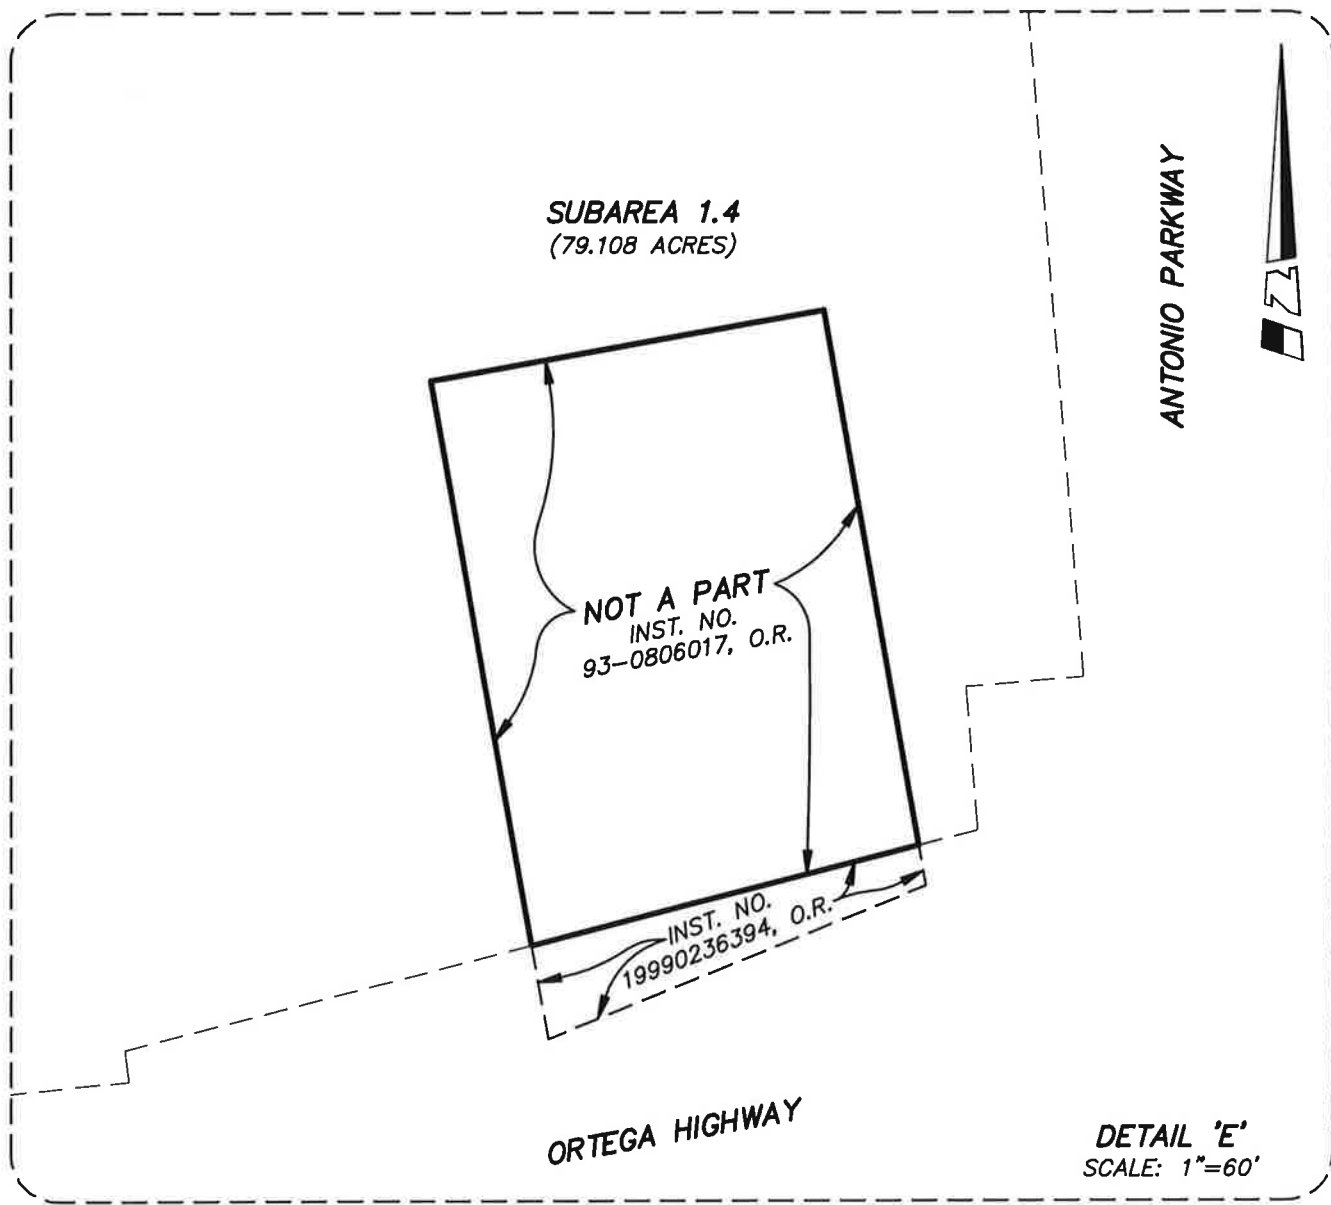 SUBAREA 1.4
(79.108 ACRES)
ANTONIO PARKWAY
NOT A PART
INST. NO.
93-0806017, O.R.
INST. NO.
19990236394, O.R.
ORTEGA HIGHWAY
DETAIL 'E'
SCALE: 1"=60'